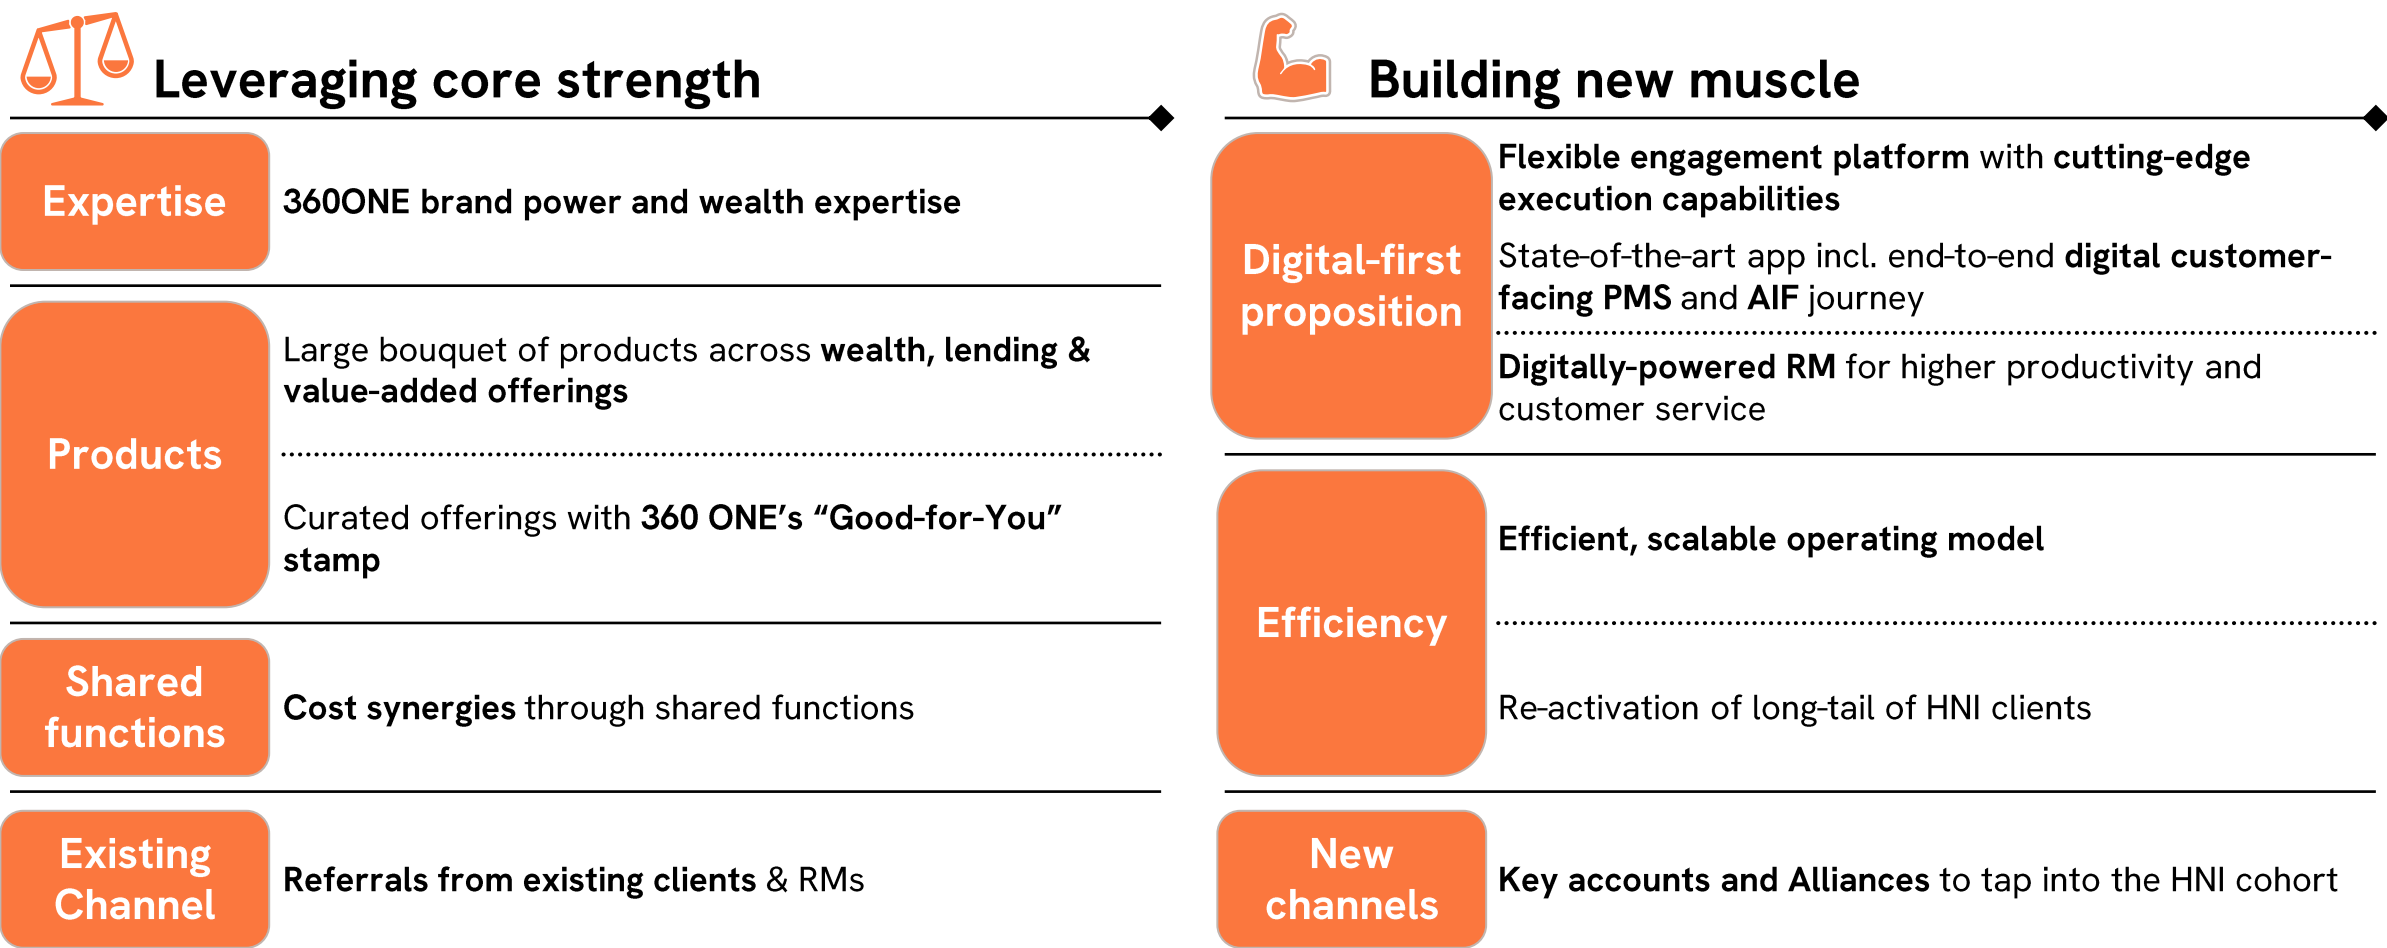 Leveraging core strength
Expertise
360ONE brand power and wealth expertise
Products
Large bouquet of products across wealth, lending &
value-added offerings
Curated offerings with 360 ONE’s “Good-for-You”
stamp
Shared
functions
Cost synergies through shared functions
Existing
Channel
Referrals from existing clients & RMs
Building new muscle
Digital-first
proposition
Flexible engagement platform with cutting-edge
execution capabilities
State-of-the-art app incl. end-to-end digital customer-
facing PMS and AIF journey
Digitally-powered RM for higher productivity and
customer service
Efficiency
Efficient, scalable operating model
Re-activation of long-tail of HNI clients
New
channels
Key accounts and Alliances to tap into the HNI cohort